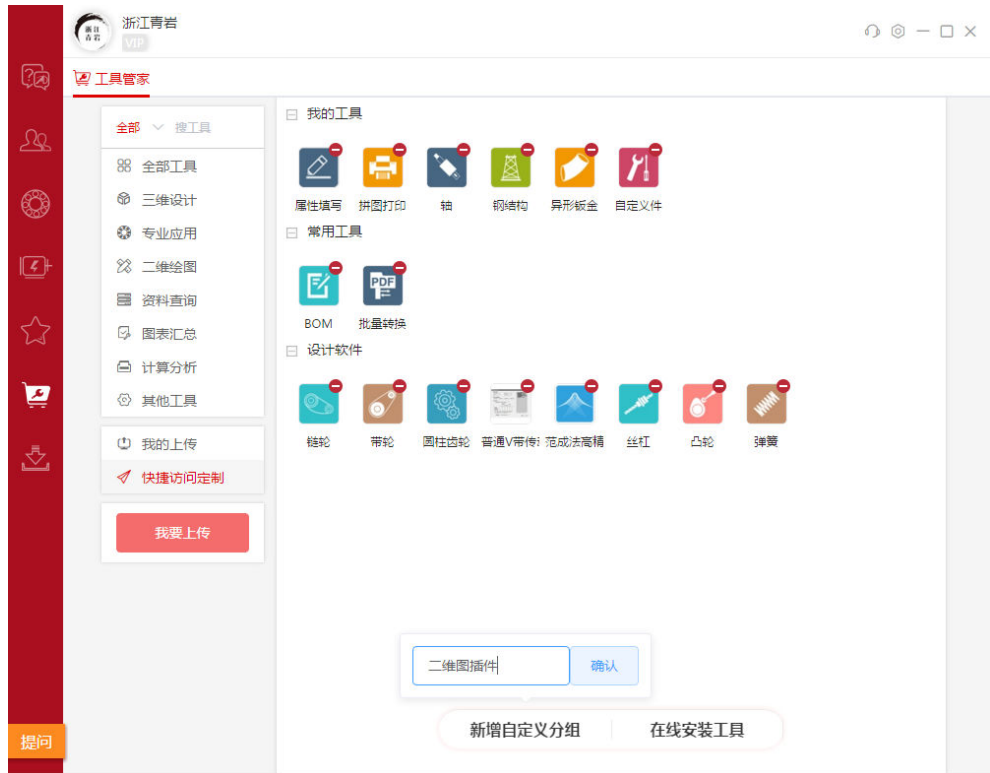 浙江青岩
浙江
青岩
VIP
工具管家
全部 搜工具
全部工具
三维设计
专业应用
二维绘图
资料查询
图表汇总
计算分析
其他工具
我的上传
快捷访问定制
我要上传
提问
我的工具
属性填写 拼图打印 轴 钢结构 异形钣金 自定义件
常用工具
PDF
BOM 批量转换
设计软件
链轮 带轮 圆柱齿轮 普通V带传 范成法高精 丝杠 凸轮 弹簧
二维图插件 确认
新增自定义分组 在线安装工具